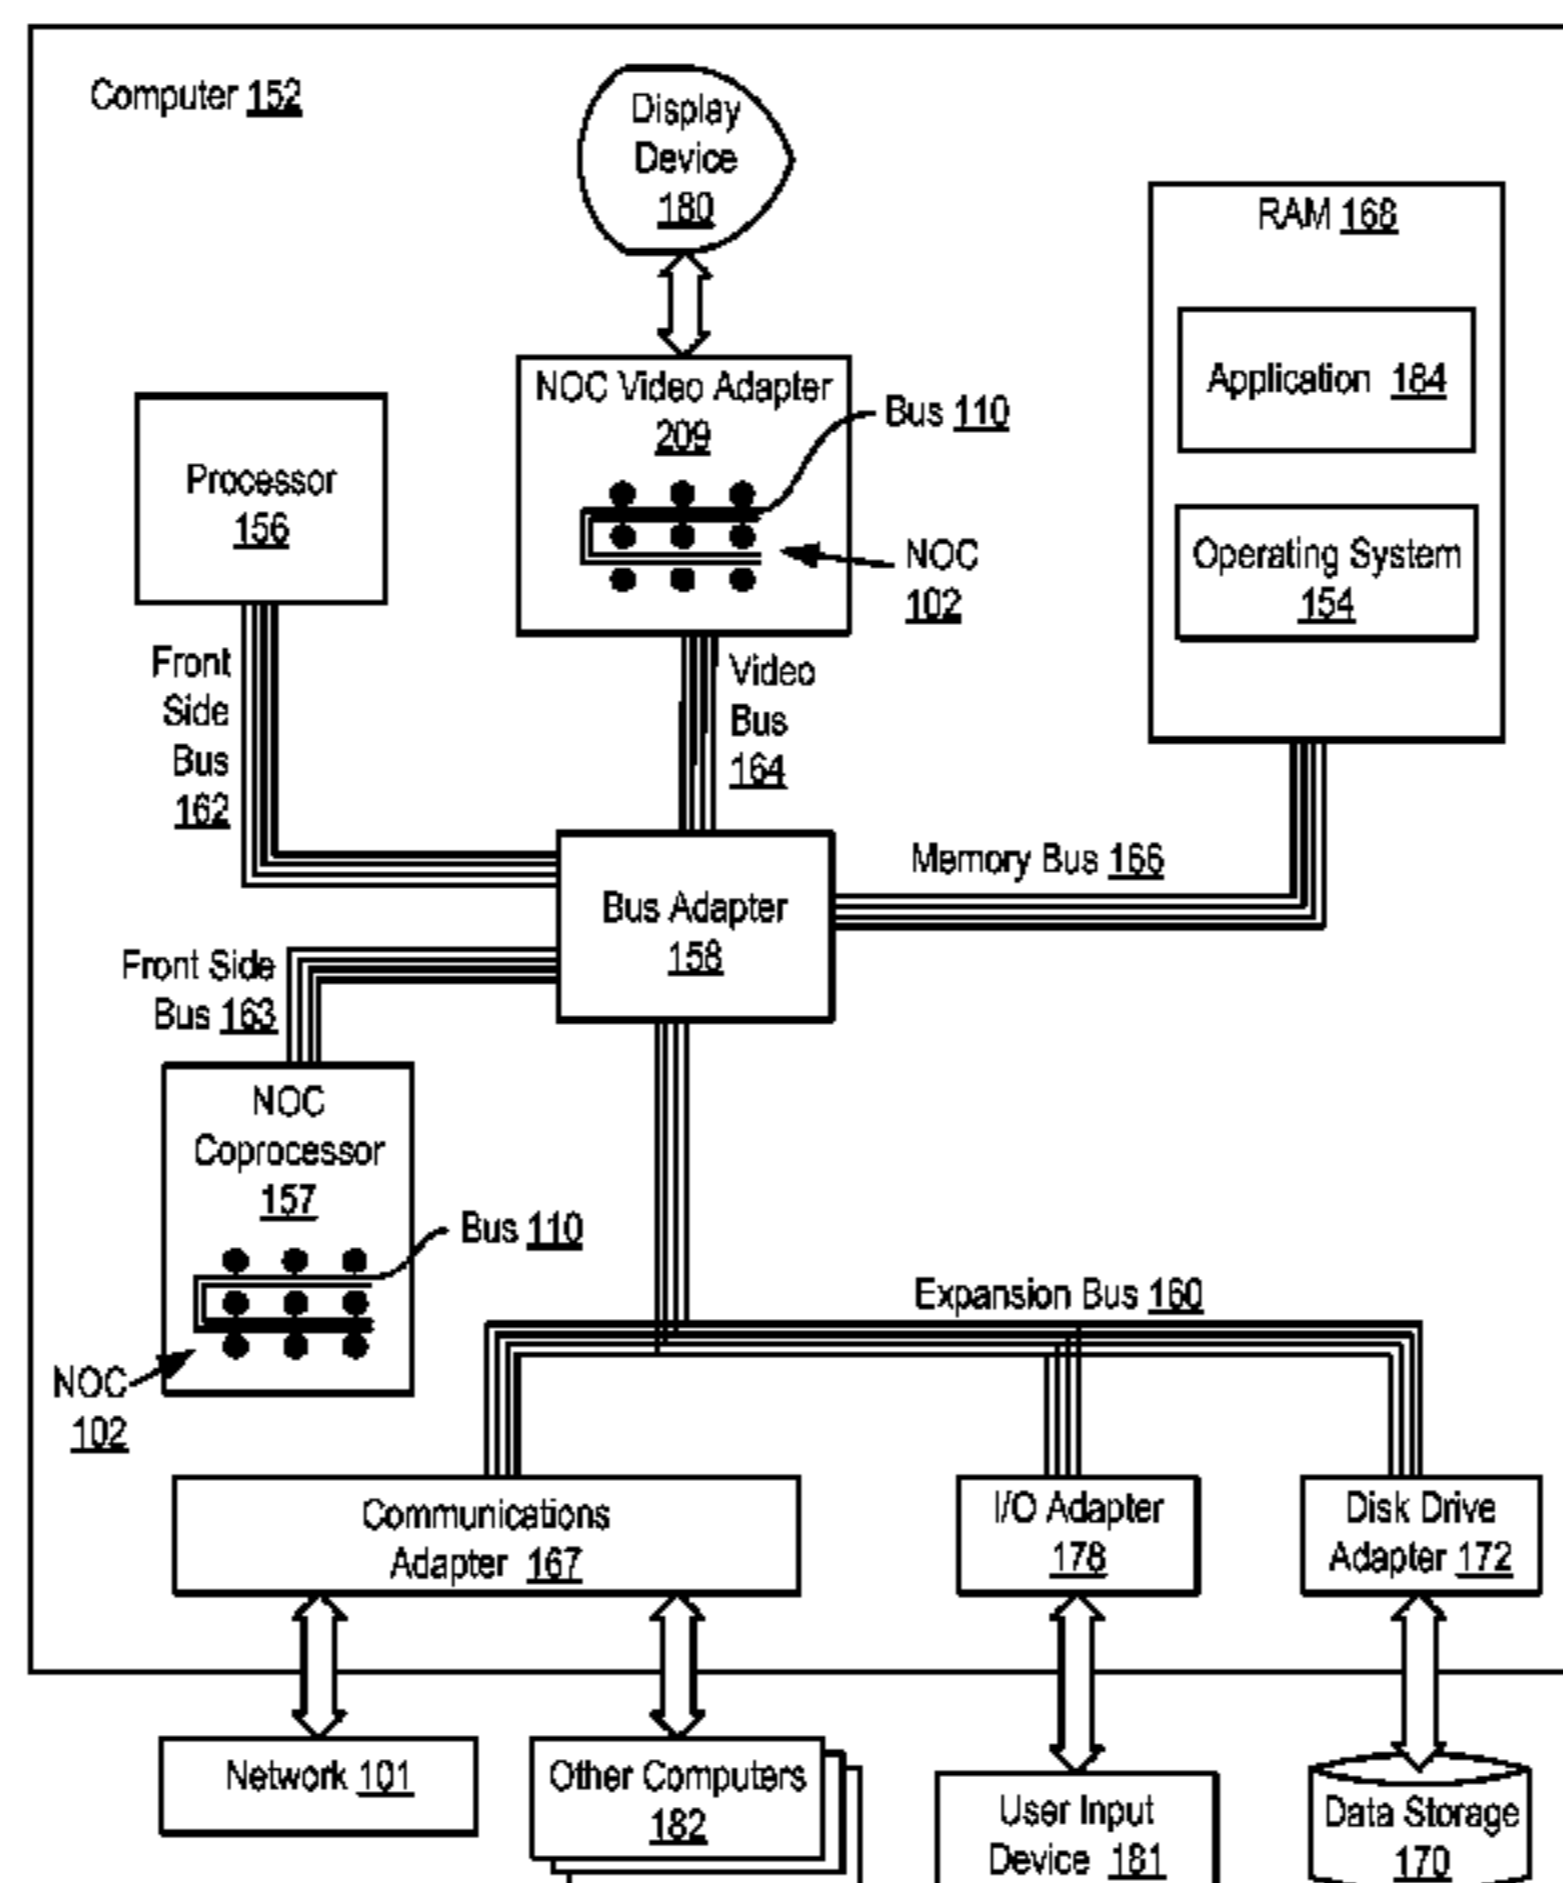 Computer 152
Display
Device
180
RAM 168
NOC Video Adapter
209
Bus 110
Application 184
Processor
156
NOC
102
Operating System
154
Front
Side
Bus
162
Video
Bus
164
Memory Bus 166
Bus Adapter
158
Front Side
Bus 163
NOC
Coprocessor
157
Bus 110
NOC
102
Expansion Bus 160
Communications
Adapter 167
I/O Adapter
178
Disk Drive
Adapter 172
Network 101
Other Computers
182
User Input
Device 181
Data Storage
170